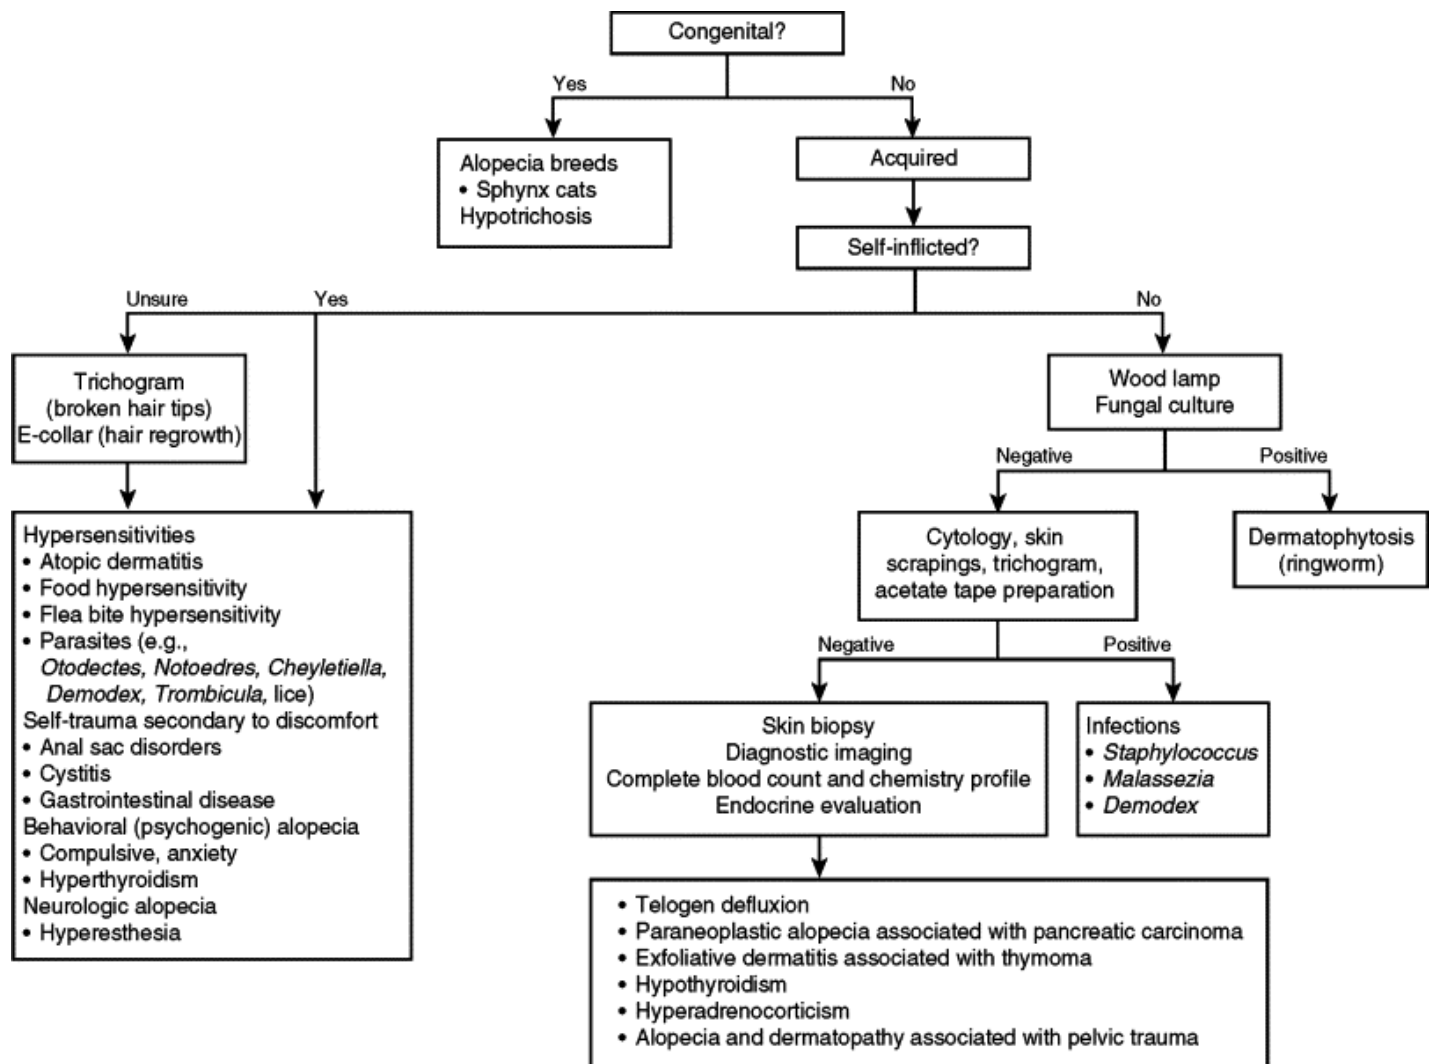 Congenital?
Yes
No
Alopecia breeds
• Sphynx cats
Hypotrichosis
Acquired
Self-inflicted?
Unsure
Yes
No
Trichogram
(broken hair tips)
E-collar (hair regrowth)
Wood lamp
Fungal culture
Negative
Positive
Hypersensitivities
• Atopic dermatitis
• Food hypersensitivity
• Flea bite hypersensitivity
• Parasites (e.g.,
Otodectes, Notoedres, Cheyletiella,
Demodex, Trombicula, lice)
Self-trauma secondary to discomfort
• Anal sac disorders
• Cystitis
• Gastrointestinal disease
Behavioral (psychogenic) alopecia
• Compulsive, anxiety
• Hyperthyroidism
Neurologic alopecia
• Hyperesthesia
Cytology, skin
scrapings, trichogram,
acetate tape preparation
Dermatophytosis
(ringworm)
Negative
Positive
Skin biopsy
Diagnostic imaging
Complete blood count and chemistry profile
Endocrine evaluation
Infections
• Staphylococcus
• Malassezia
• Demodex
• Telogen defluxion
• Paraneoplastic alopecia associated with pancreatic carcinoma
• Exfoliative dermatitis associated with thymoma
• Hypothyroidism
• Hyperadrenocorticism
• Alopecia and dermatopathy associated with pelvic trauma